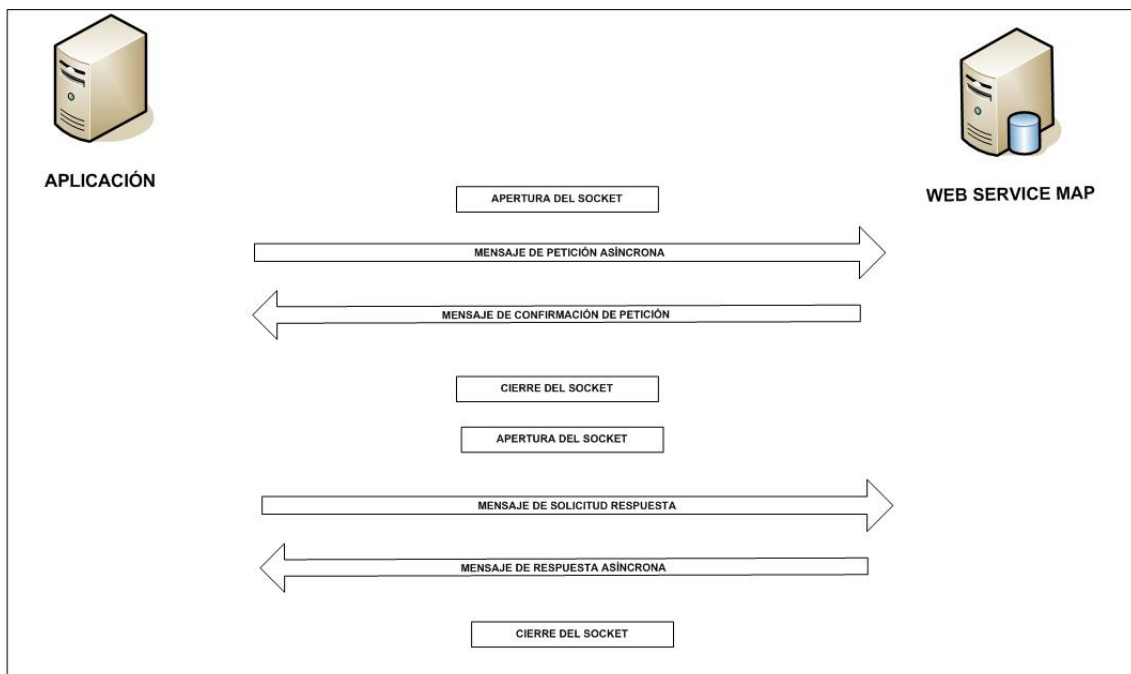 APLICACIÓN
WEB SERVICE MAP
APERTURA DEL SOCKET
MENSAJE DE PETICIÓN ASÍNCRONA
MENSAJE DE CONFIRMACIÓN DE PETICIÓN
CIERRE DEL SOCKET
APERTURA DEL SOCKET
MENSAJE DE SOLICITUD RESPUESTA
MENSAJE DE RESPUESTA ASÍNCRONA
CIERRE DEL SOCKET